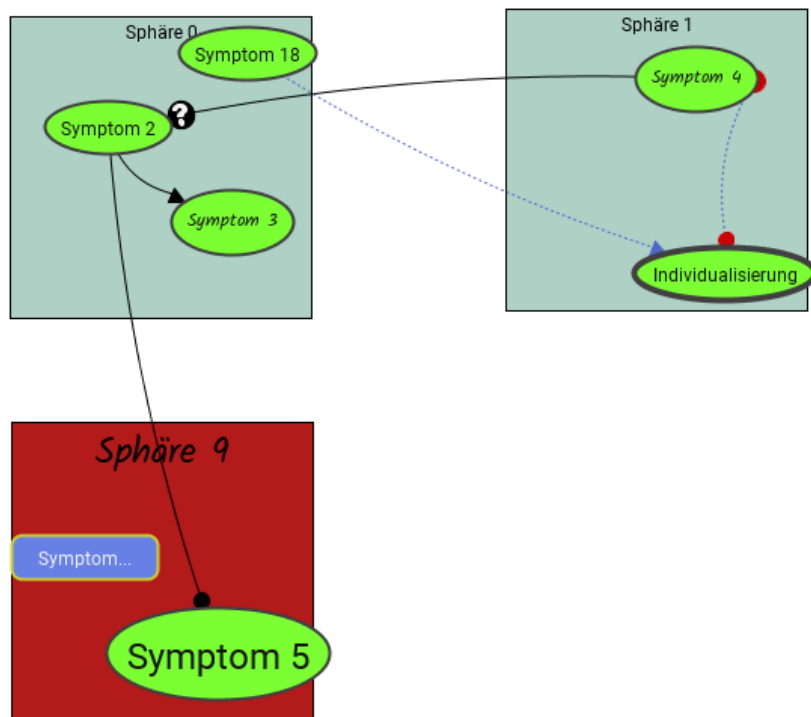 Sphäre 0
Symptom 18
Symptom 2
?
Symptom 3
Sphäre 1
Symptom 4
Individualisierung
Sphäre 9
Symptom...
Symptom 5